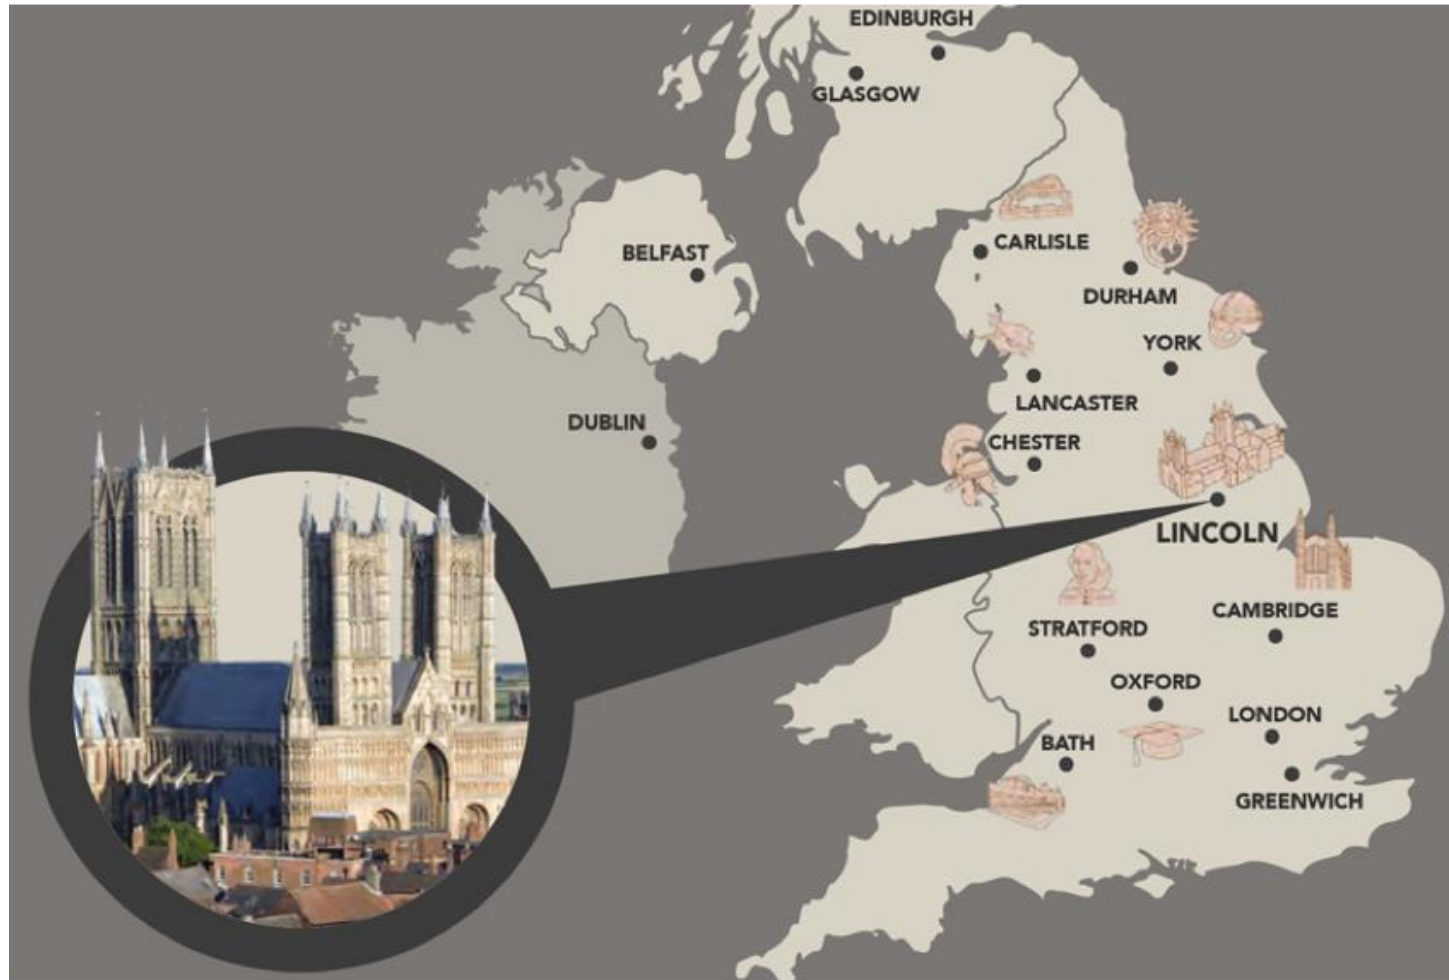 EDINBURGH
GLASGOW
CARLISLE
BELFAST
DURHAM
YORK
LANCASTER
DUBLIN
CHESTER
LINCOLN
CAMBRIDGE
STRATFORD
OXFORD
LONDON
BATH
GREENWICH